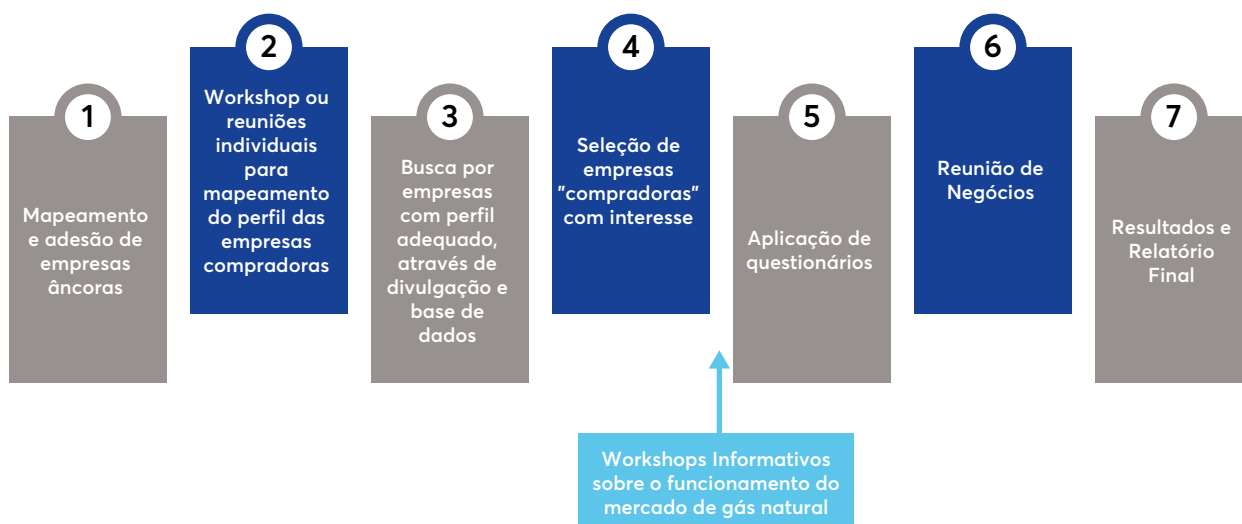 1
Mapeamento
e adesão de
empresas
âncoras
2
Workshop ou
reuniões
individuais
para
mapeamento
do perfil das
empresas
compradoras
3
Busca por
empresas
com perfil
adequado,
através de
divulgação e
base de
dados
4
Seleção de
empresas
"compradoras"
com interesse
5
Aplicação de
questionários
6
Reunião de
Negócios
7
Resultados e
Relatório
Final
Workshops Informativos
sobre o funcionamento do
mercado de gás natural